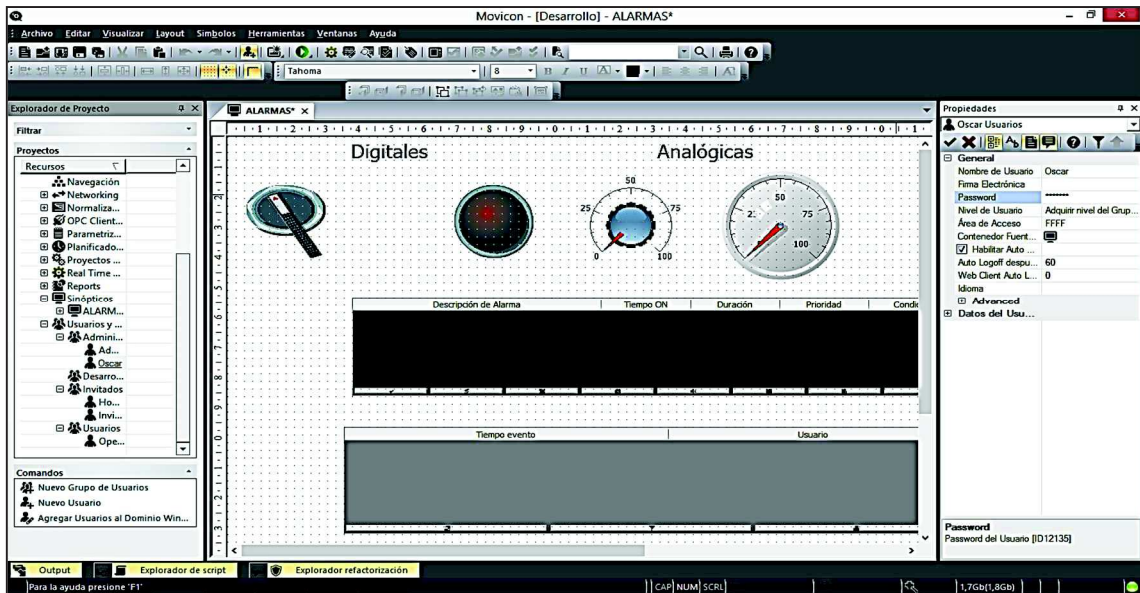 Movicon - [Desarrollo] - ALARMAS*
Archivo Editar Visualizar Layout Símbolos Herramientas Ventanas Ayuda
Tahoma 8 B I U A
Explorador de Proyecto
ALARMAS*
Propiedades
Filtrar
Oscar Usuarios
Proyectos
Recursos
Navegación
Networking
Normaliza...
OPC Client...
Parametriz...
Planificado...
Proyectos ...
Real Time ...
Reports
Sinópticos
ALARM...
Usuarios y ...
Admini...
Ad...
Oscar
Desarro...
Invitados
Ho...
Invi...
Usuarios
Ope...
Comandos
Nuevo Grupo de Usuarios
Nuevo Usuario
Agregar Usuarios al Dominio Win...
Digitales Analógicas
50
25 75
0 100
50
75
100
Descripción de Alarma Tiempo ON Duración Prioridad Condic
Tiempo evento Usuario
General
Nombre de Usuario Oscar
Firma Electrónica
Password *******
Nivel de Usuario Adquirir nivel del Grup...
Área de Acceso FFFF
Contenedor Fuent...
Habilitar Auto ...
Auto Logoff despu... 60
Web Client Auto L... 0
Idioma
Advanced
Datos del Usu...
Password
Password del Usuario [ID12135]
Output Explorador de script Explorador refactorización
Para la ayuda presione 'F1' CAP NUM SCRL 1,7Gb(1,8Gb)